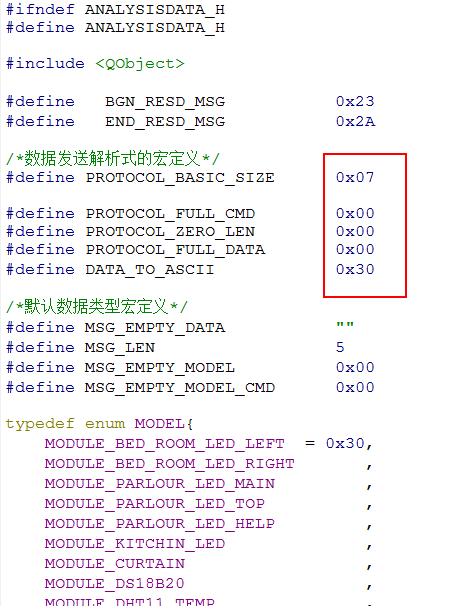 #ifndef ANALYSISDATA_H
#define ANALYSISDATA_H
#include <QObject>
#define BGN_RESD_MSG 0x23
#define END_RESD_MSG 0x2A
/*数据发送解析式的宏定义*/
#define PROTOCOL_BASIC_SIZE 0x07
#define PROTOCOL_FULL_CMD 0x00
#define PROTOCOL_ZERO_LEN 0x00
#define PROTOCOL_FULL_DATA 0x00
#define DATA_TO_ASCII 0x30
/*默认数据类型宏定义*/
#define MSG_EMPTY_DATA ""
#define MSG_LEN 5
#define MSG_EMPTY_MODEL 0x00
#define MSG_EMPTY_MODEL_CMD 0x00
typedef enum MODEL{
MODULE_BED_ROOM_LED_LEFT = 0x30,
MODULE_BED_ROOM_LED_RIGHT ,
MODULE_PARLOUR_LED_MAIN ,
MODULE_PARLOUR_LED_TOP ,
MODULE_PARLOUR_LED_HELP ,
MODULE_KITCHIN_LED ,
MODULE_CURTAIN ,
MODULE_DS18B20 ,
MODULE_DHT11_TEMP ,